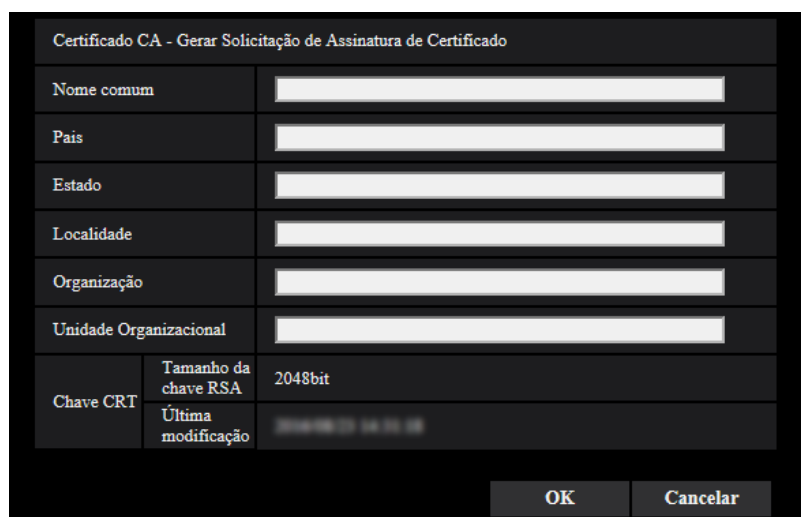 Certificado CA - Gerar Solicitação de Assinatura de Certificado
Nome comum
Pais
Estado
Localidade
Organização
Unidade Organizacional
Chave CRT
Tamanho da
chave RSA
2048bit
Última
modificação
OK
Cancelar